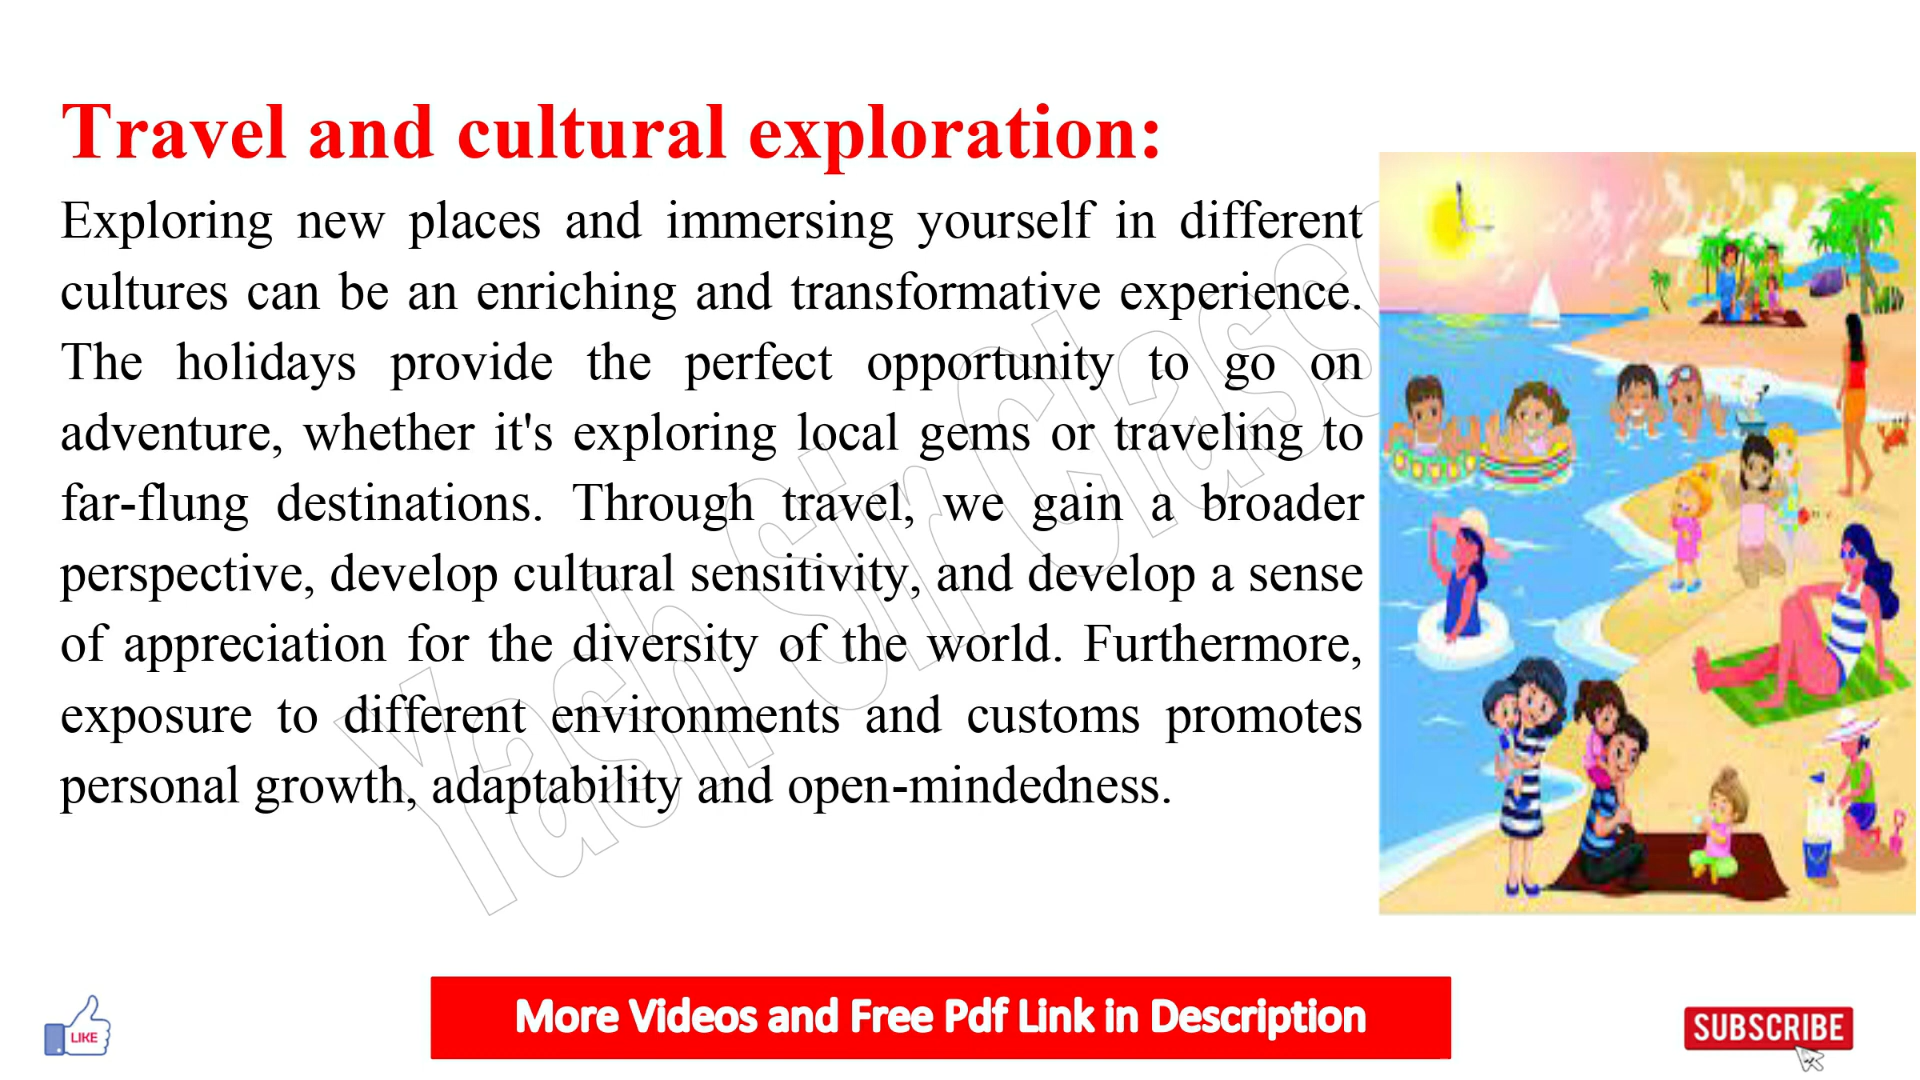 Travel and cultural exploration:
Exploring new places and immersing yourself in different
cultures can be an enriching and transformative experience.
The holidays provide the perfect opportunity to go on
adventure, whether it's exploring local gems or traveling to
far-flung destinations. Through travel, we gain a broader
perspective, develop cultural sensitivity, and develop a sense
of appreciation for the diversity of the world. Furthermore,
exposure to different environments and customs promotes
personal growth, adaptability and open-mindedness.
Yash Sir Classes
LIKE
More Videos and Free Pdf Link in Description
SUBSCRIBE